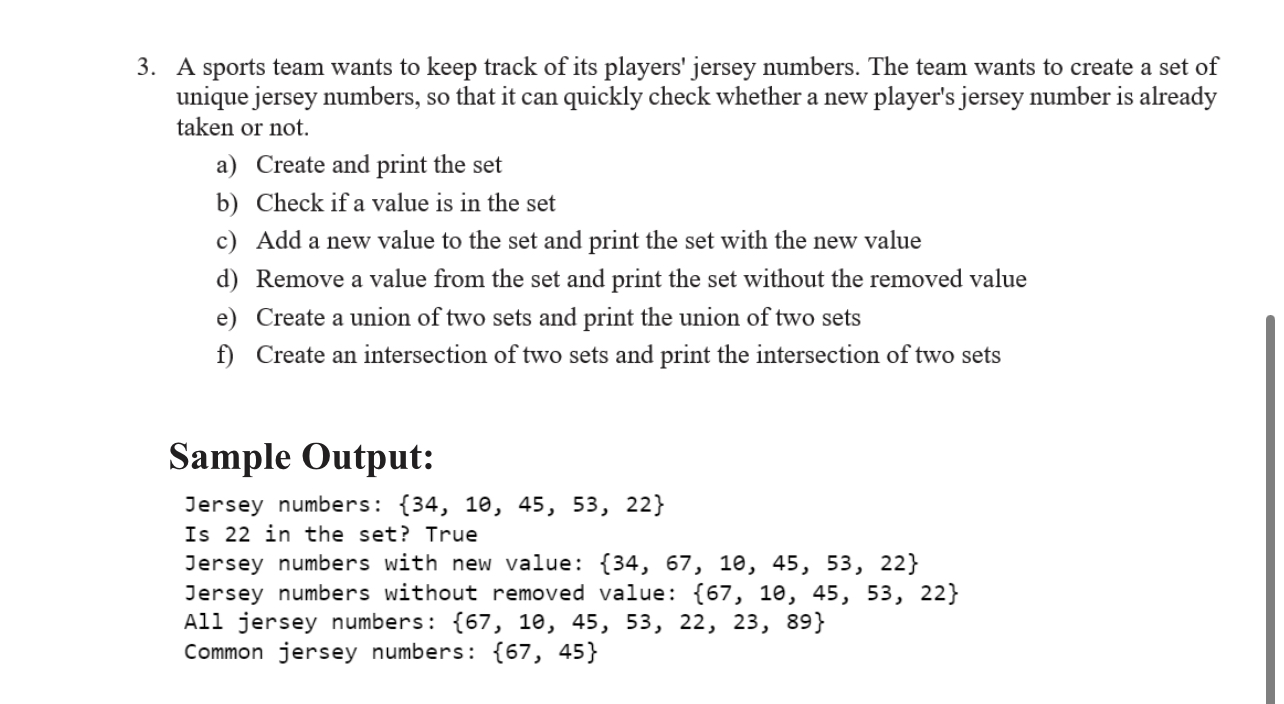 3. A sports team wants to keep track of its players' jersey numbers. The team wants to create a set of
unique jersey numbers, so that it can quickly check whether a new player's jersey number is already
taken or not.
a) Create and print the set
b) Check if a value is in the set
c) Add a new value to the set and print the set with the new value
d) Remove a value from the set and print the set without the removed value
e) Create a union of two sets and print the union of two sets
f) Create an intersection of two sets and print the intersection of two sets
Sample Output:
Jersey numbers: {34, 10, 45, 53, 22}
Is 22 in the set? True
Jersey numbers with new value: {34, 67, 10, 45, 53, 22}
Jersey numbers without removed value: {67, 10, 45, 53, 22}
All jersey numbers: {67, 10, 45, 53, 22, 23, 89}
Common jersey numbers: {67, 45}